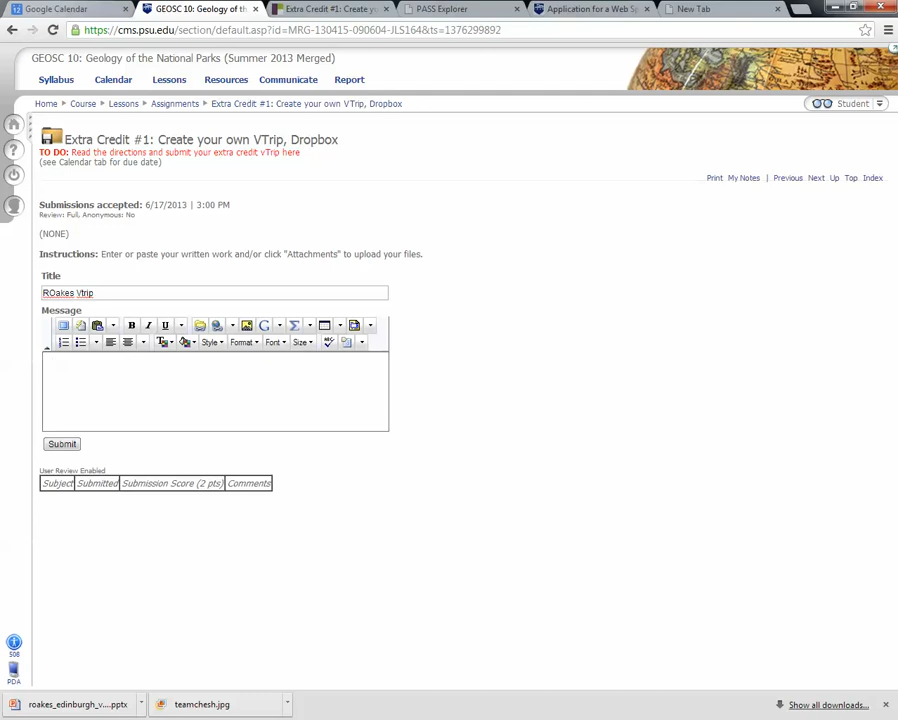 Google Calendar
GEOSC 10: Geology of th
Extra Credit #1: Create yo
PASS Explorer
Application for a Web Sp
New Tab
https://cms.psu.edu/section/default.asp?id=MRG-130415-090604-JLS164&ts=1376299892
GEOSC 10: Geology of the National Parks (Summer 2013 Merged)
Syllabus Calendar Lessons Resources Communicate Report
Home Course Lessons Assignments Extra Credit #1: Create your own VTrip, Dropbox
Student
Extra Credit #1: Create your own VTrip, Dropbox
TO DO: Read the directions and submit your extra credit vTrip here
(see Calendar tab for due date)
Print My Notes | Previous Next Up Top Index
Submissions accepted: 6/17/2013 | 3:00 PM
Review: Full, Anonymous: No
(NONE)
Instructions: Enter or paste your written work and/or click "Attachments" to upload your files.
Title
ROakes Vtrip
Message
B I U
Style Format Font Size
Submit
User Review Enabled
Subject Submitted Submission Score (2 pts) Comments
508
PDA
roakes_edinburgh_v....pptx
teamchesh.jpg
Show all downloads...